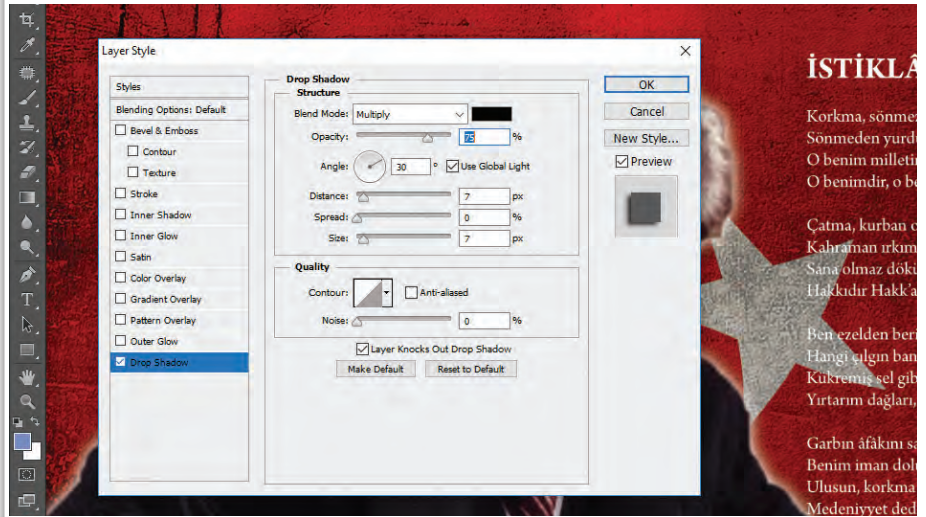 Layer Style
Styles
Blending Options: Default
Bevel & Emboss
Contour
Texture
Stroke
Inner Shadow
Inner Glow
Satin
Color Overlay
Gradient Overlay
Pattern Overlay
Outer Glow
Drop Shadow
Drop Shadow
Structure
Blend Mode: Multiply
Opacity: 75 %
Angle: 30 ° Use Global Light
Distance: 7 px
Spread: 0 %
Size: 7 px
Quality
Contour: Anti-aliased
Noise: 0 %
Layer Knocks Out Drop Shadow
Make Default Reset to Default
OK
Cancel
New Style...
Preview
İSTİKLÂ
Korkma, sönmez
Sönmeden yurdu
O benim milleti
O benimdir, o be
Çatma, kurban o
Kahraman ırkım
Sana olmaz dökü
Hakkıdır Hakk'a
Ben ezelden beri
Hangi çılgın ban
Kükremiş sel gib
Yırtarım dağları,
Garbın âfâkını sa
Benim iman dolu
Ulusun, korkma
Medeniyyet ded